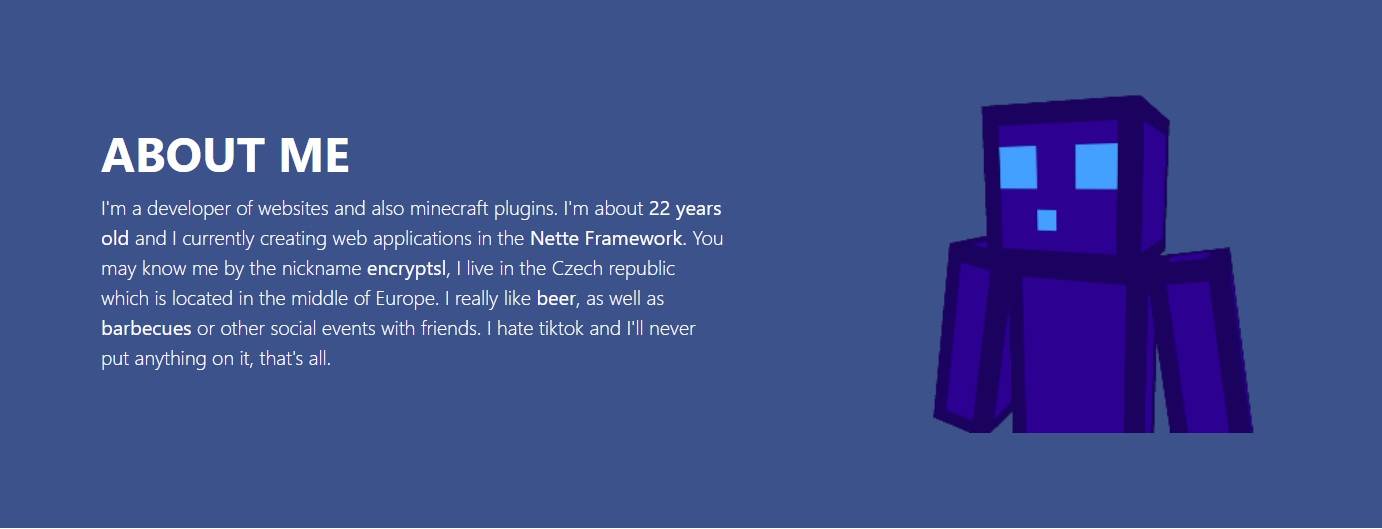 ABOUT ME
I'm a developer of websites and also minecraft plugins. I'm about 22 years
old and I currently creating web applications in the Nette Framework. You
may know me by the nickname encryptsl, I live in the Czech republic
which is located in the middle of Europe. I really like beer, as well as
barbecues or other social events with friends. I hate tiktok and I'll never
put anything on it, that's all.